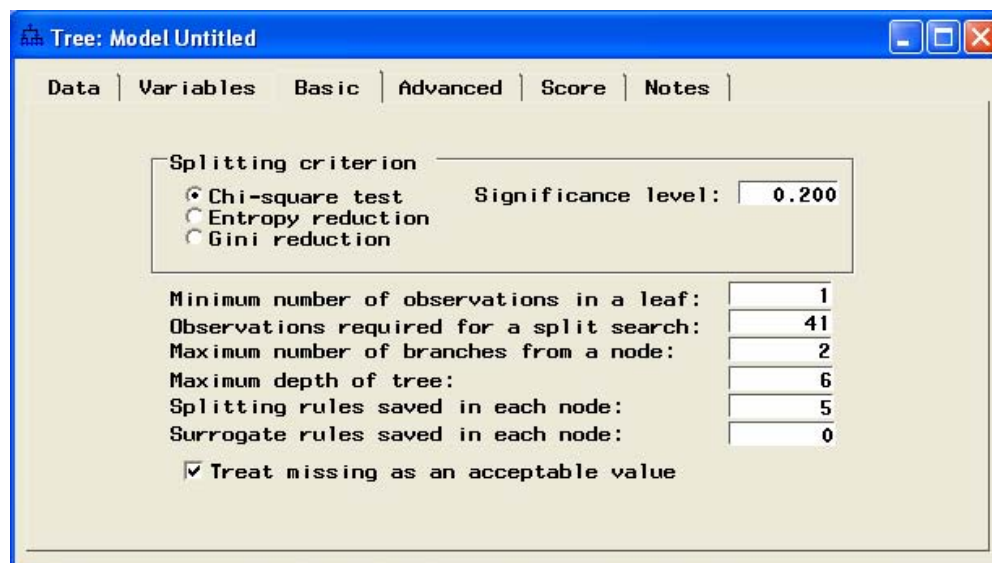 Tree: Model Untitled
Data Variables Basic Advanced Score Notes
Splitting criterion
Chi-square test Significance level: 0.200
Entropy reduction
Gini reduction
Minimum number of observations in a leaf: 1
Observations required for a split search: 41
Maximum number of branches from a node: 2
Maximum depth of tree: 6
Splitting rules saved in each node: 5
Surrogate rules saved in each node: 0
Treat missing as an acceptable value